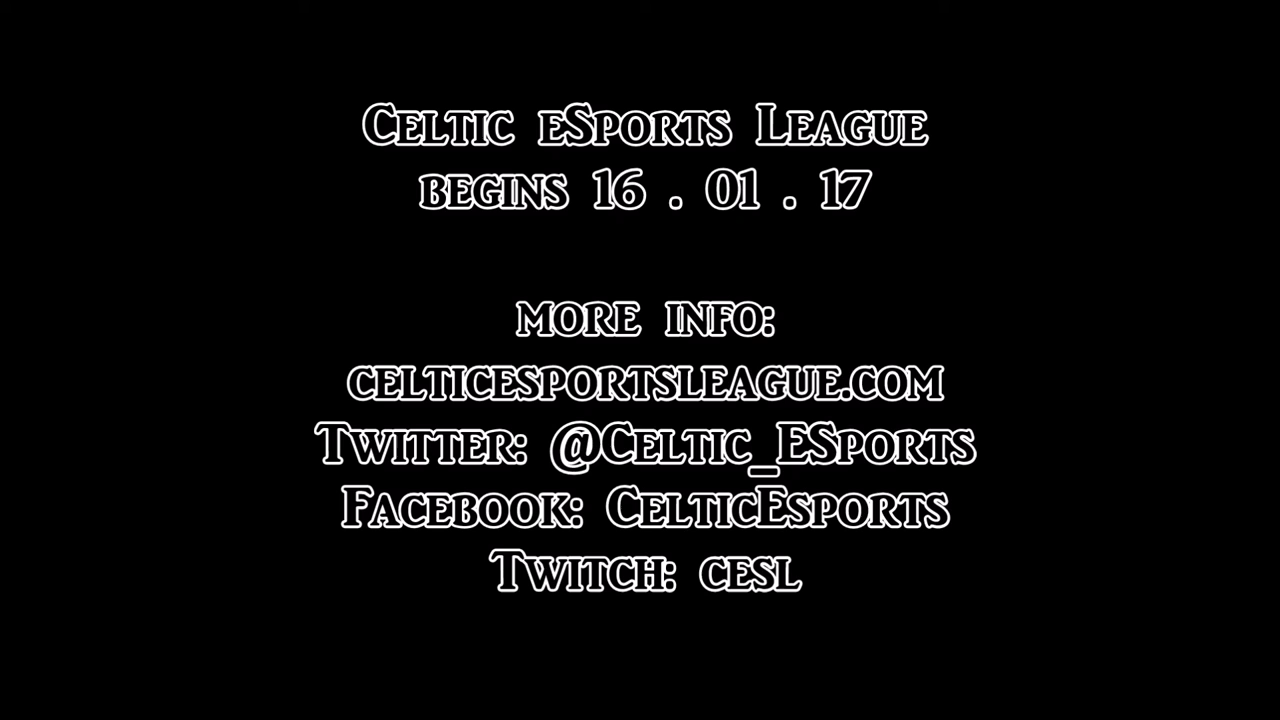 Celtic eSports League
begins 16 . 01 . 17
more info:
celticesportsleague.com
Twitter: @Celtic_ESports
Facebook: CelticEsports
Twitch: cesl